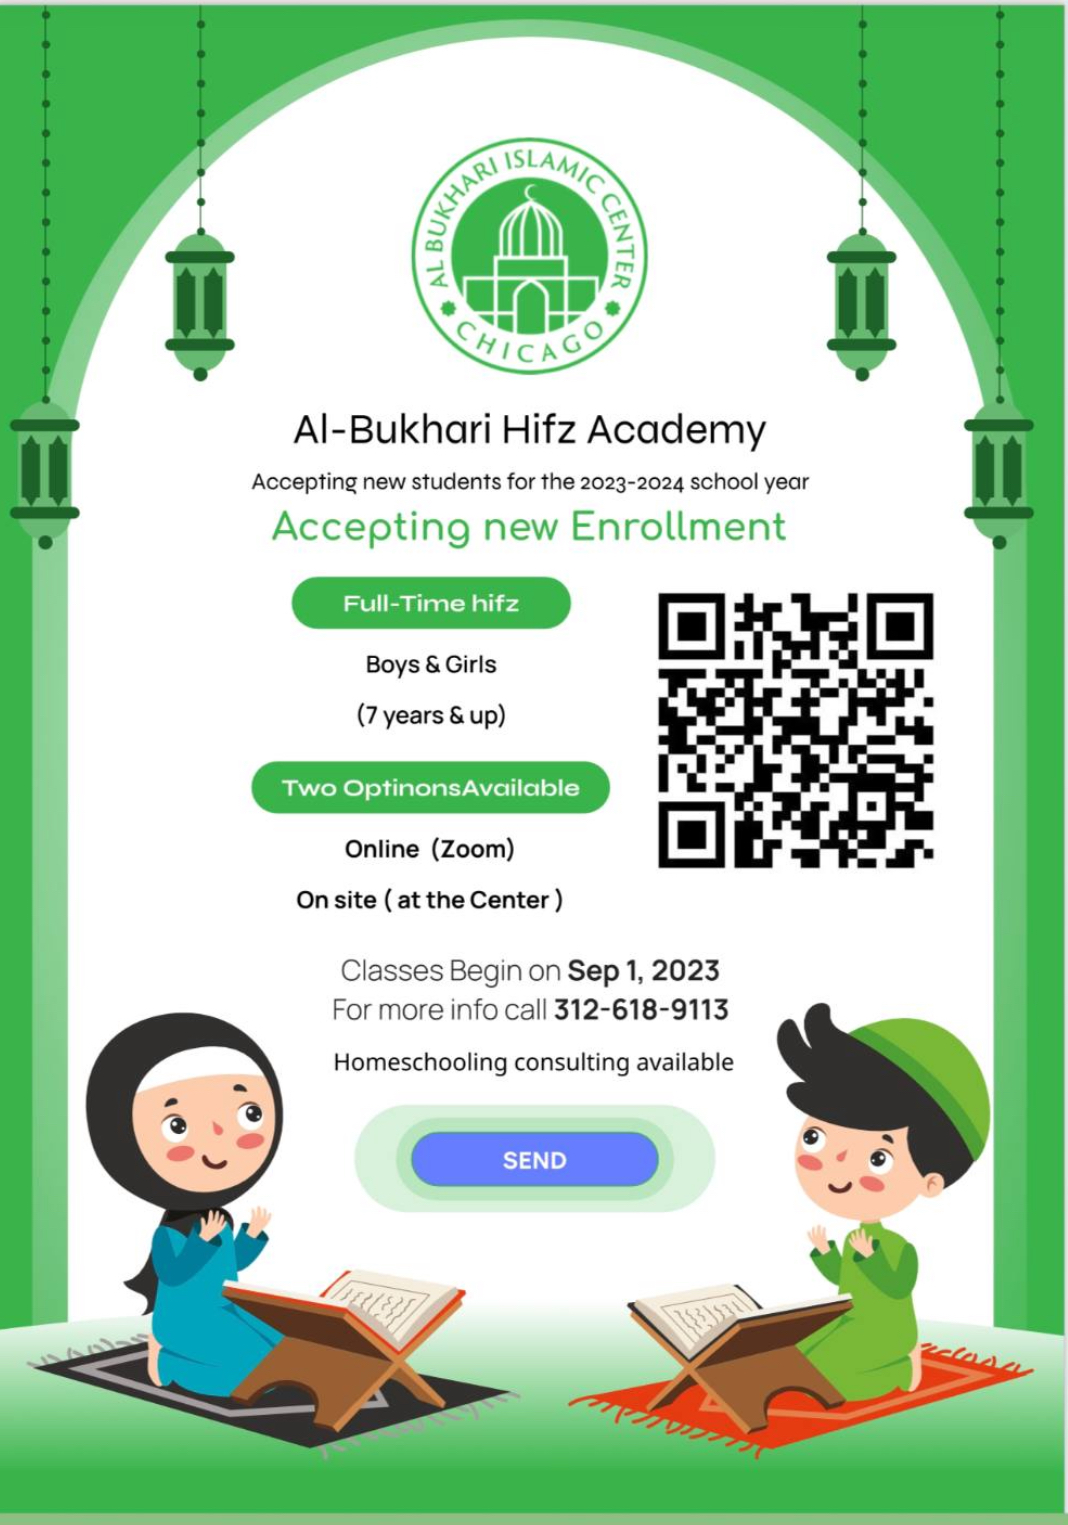 AL BUKHARI ISLAMIC CENTER
CHICAGO
Al-Bukhari Hifz Academy
Accepting new students for the 2023-2024 school year
Accepting new Enrollment
Full-Time hifz
Boys & Girls
(7 years & up)
Two OptinonsAvailable
Online (Zoom)
On site ( at the Center )
Classes Begin on Sep 1, 2023
For more info call 312-618-9113
Homeschooling consulting available
SEND